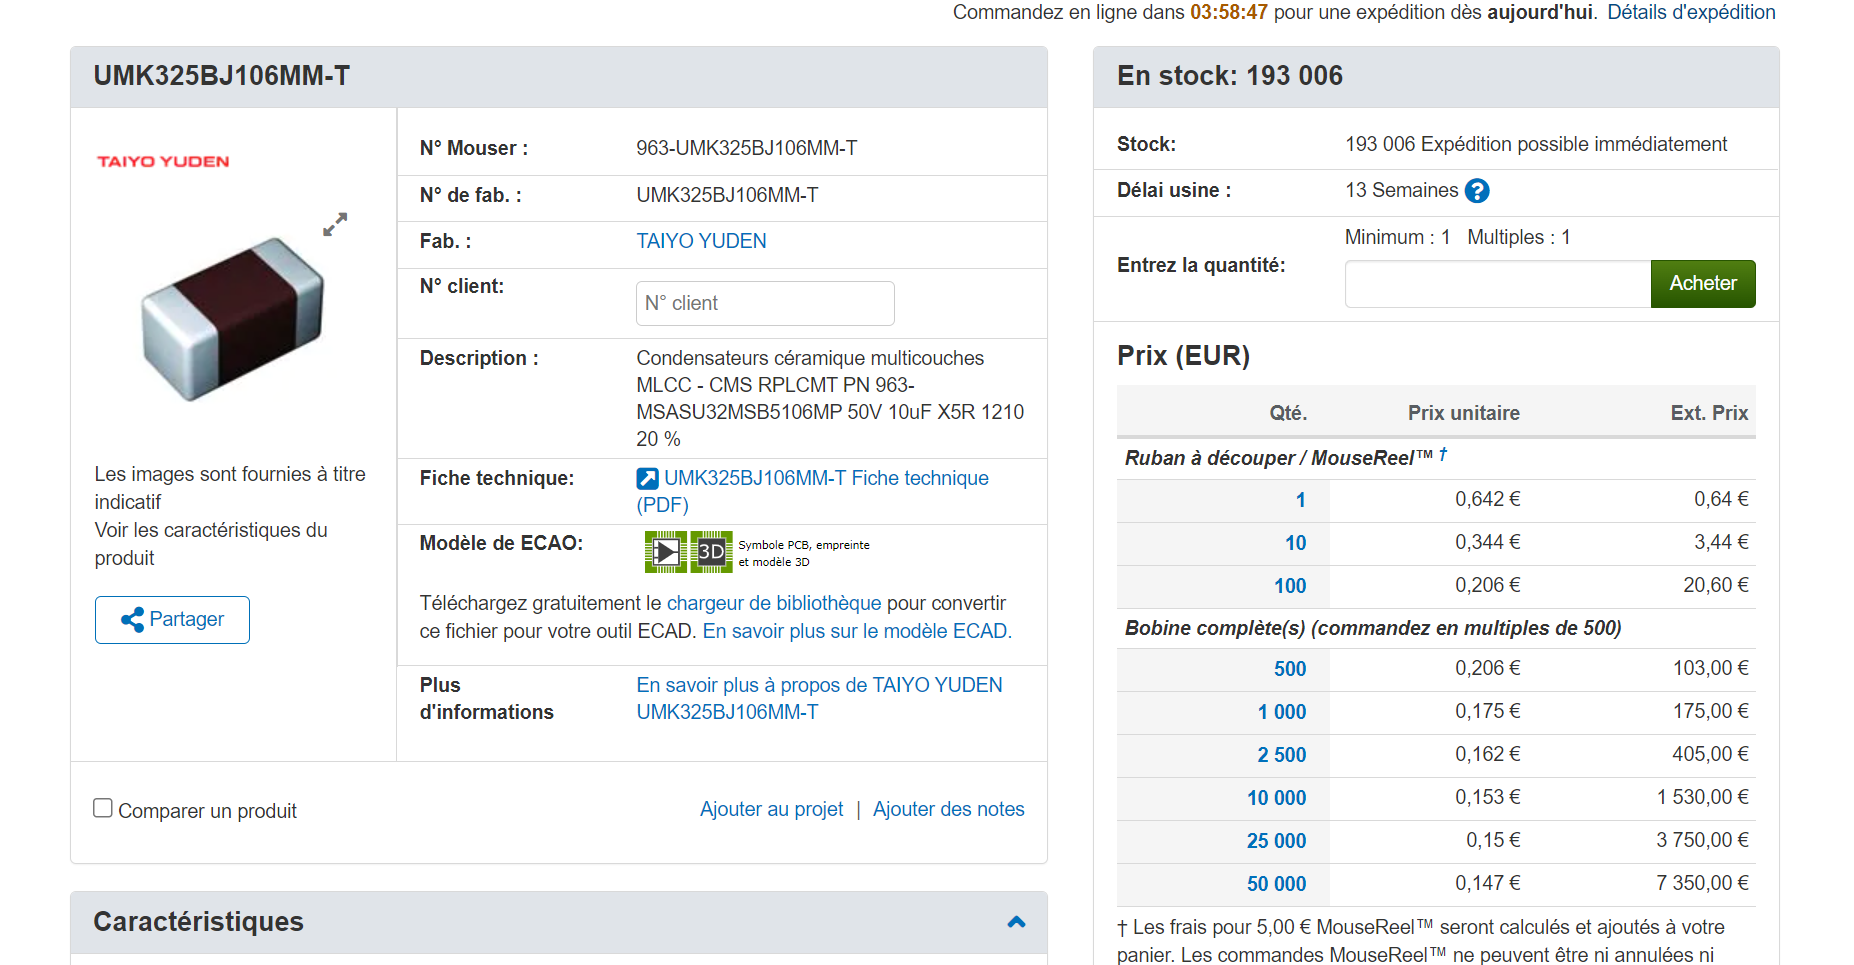 Commandez en ligne dans 03:58:47 pour une expédition dès aujourd'hui. Détails d'expédition
UMK325BJ106MM-T
TAIYO YUDEN
Les images sont fournies à titre
indicatif
Voir les caractéristiques du
produit
Partager
N° Mouser : 963-UMK325BJ106MM-T
N° de fab. : UMK325BJ106MM-T
Fab. : TAIYO YUDEN
N° client: N° client
Description : Condensateurs céramique multicouches
MLCC - CMS RPLCMT PN 963-
MSASU32MSB5106MP 50V 10uF X5R 1210
20 %
Fiche technique: UMK325BJ106MM-T Fiche technique
(PDF)
Modèle de ECAO: 3D Symbole PCB, empreinte
et modèle 3D
Téléchargez gratuitement le chargeur de bibliothèque pour convertir
ce fichier pour votre outil ECAD. En savoir plus sur le modèle ECAD.
Plus En savoir plus à propos de TAIYO YUDEN
d'informations UMK325BJ106MM-T
Comparer un produit Ajouter au projet | Ajouter des notes
Caractéristiques
En stock: 193 006
Stock: 193 006 Expédition possible immédiatement
Délai usine : 13 Semaines ?
Minimum : 1 Multiples : 1
Entrez la quantité: Acheter
Prix (EUR)
Qté. Prix unitaire Ext. Prix
Ruban à découper / MouseReel™ †
1 0,642 € 0,64 €
10 0,344 € 3,44 €
100 0,206 € 20,60 €
Bobine complète(s) (commandez en multiples de 500)
500 0,206 € 103,00 €
1 000 0,175 € 175,00 €
2 500 0,162 € 405,00 €
10 000 0,153 € 1 530,00 €
25 000 0,15 € 3 750,00 €
50 000 0,147 € 7 350,00 €
† Les frais pour 5,00 € MouseReel™ seront calculés et ajoutés à votre
panier. Les commandes MouseReel™ ne peuvent être ni annulées ni